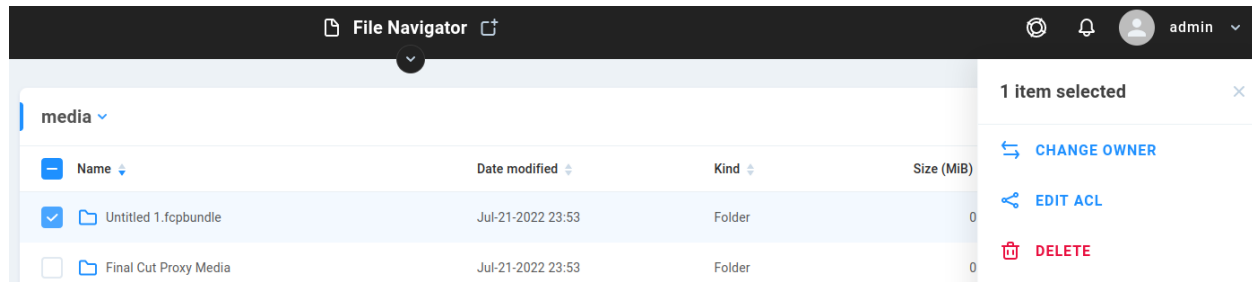 File Navigator
admin
1 item selected
media
CHANGE OWNER
Name Date modified Kind Size (MiB)
EDIT ACL
Untitled 1.fcpbundle Jul-21-2022 23:53 Folder 0
DELETE
Final Cut Proxy Media Jul-21-2022 23:53 Folder 0